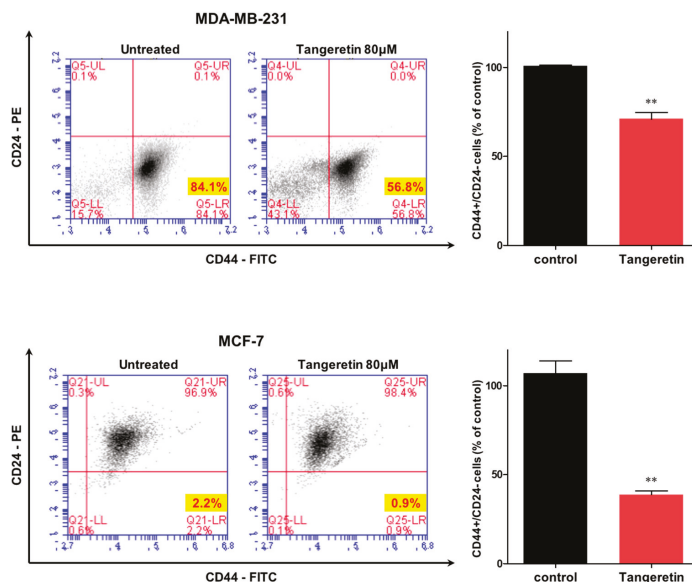 MDA-MB-231
Untreated
Tangeretin 80µM
CD24 - PE
Q5-UL
0.1%
Q5-UR
0.1%
Q5-LL
15.7%
Q5-LR
84.1%
84.1%
Q4-UL
0.0%
Q4-UR
0.0%
Q4-LL
43.1%
Q4-LR
56.8%
56.8%
CD44 - FITC
CD44+/CD24-cells (% of control)
100
50
0
**
control
Tangeretin
MCF-7
Untreated
Tangeretin 80µM
CD24 - PE
Q21-UL
0.3%
Q21-UR
96.9%
Q21-LL
0.6%
Q21-LR
2.2%
2.2%
Q25-UL
0.6%
Q25-UR
98.4%
Q25-LL
0.1%
Q25-LR
0.9%
0.9%
CD44 - FITC
CD44+/CD24-cells (% of control)
100
50
0
**
control
Tangeretin